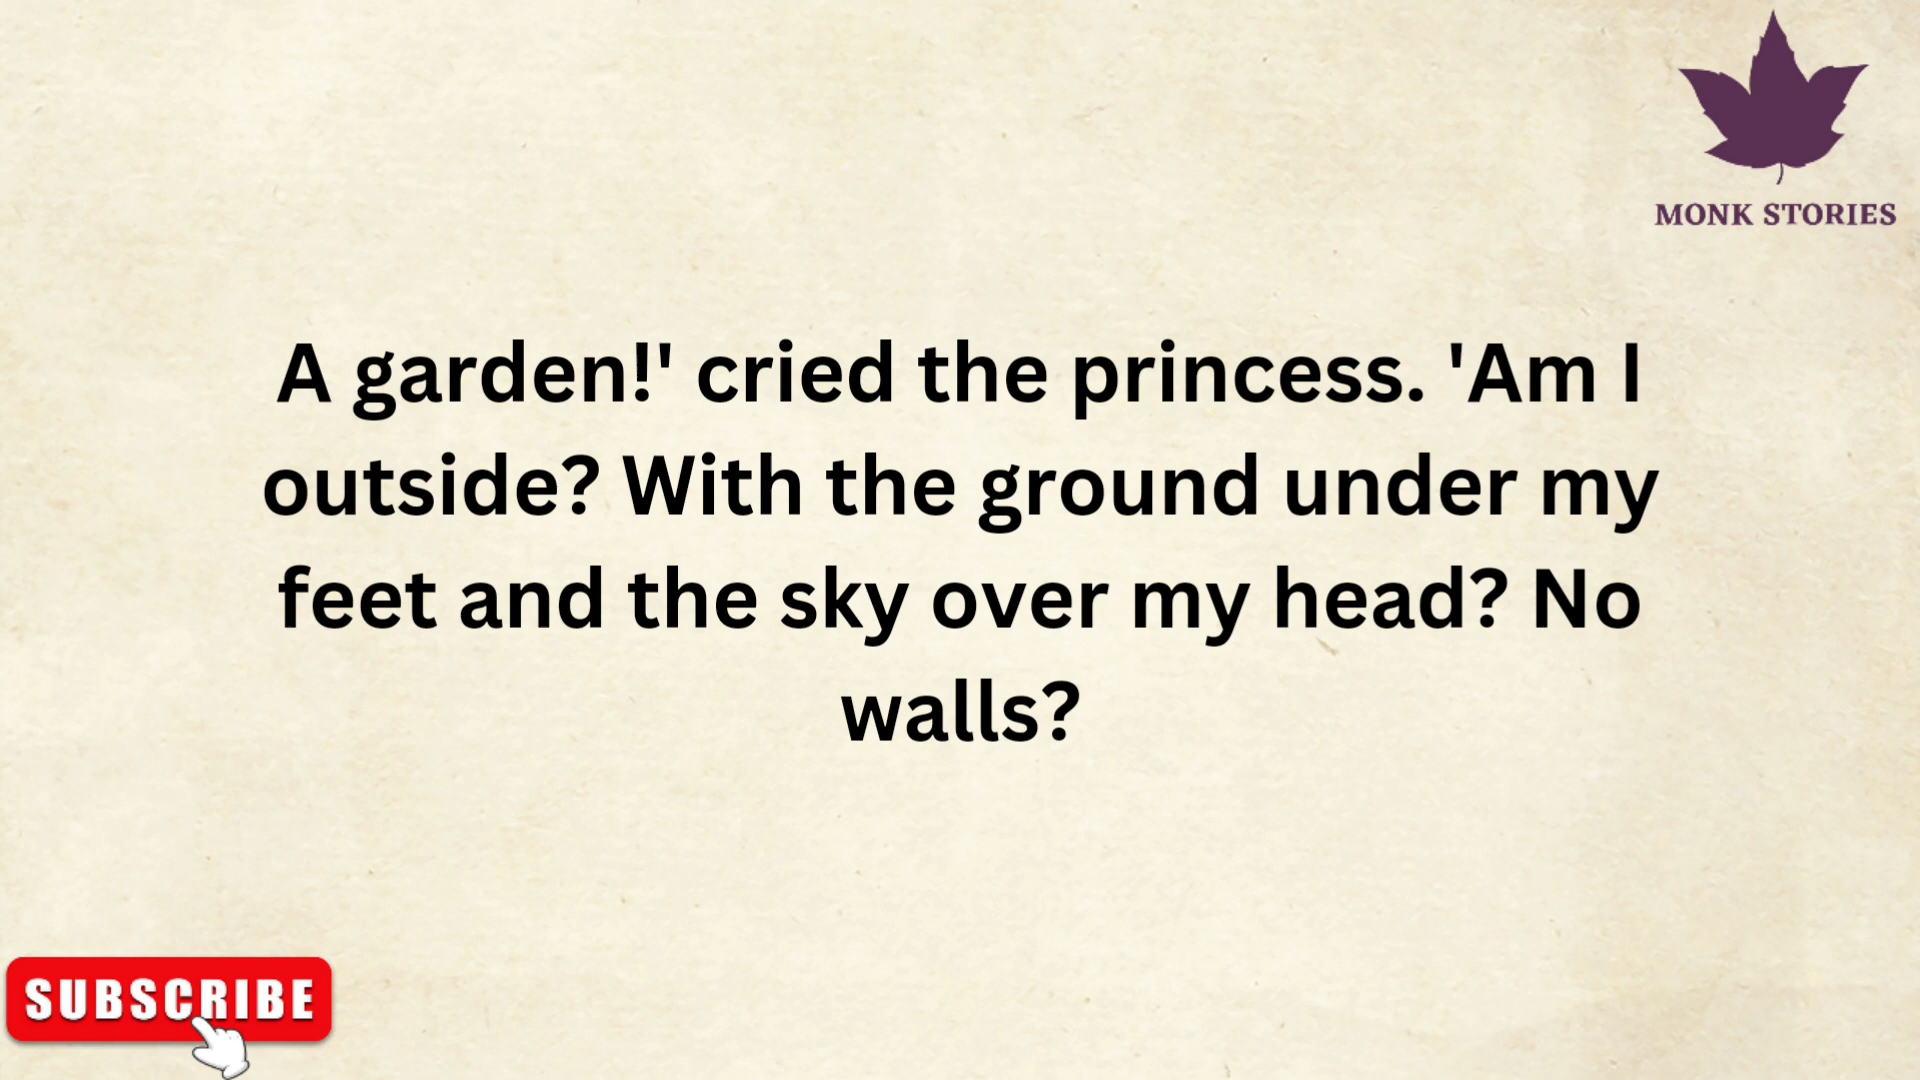 MONK STORIES
A garden!' cried the princess. 'Am I
outside? With the ground under my
feet and the sky over my head? No
walls?
SUBSCRIBE